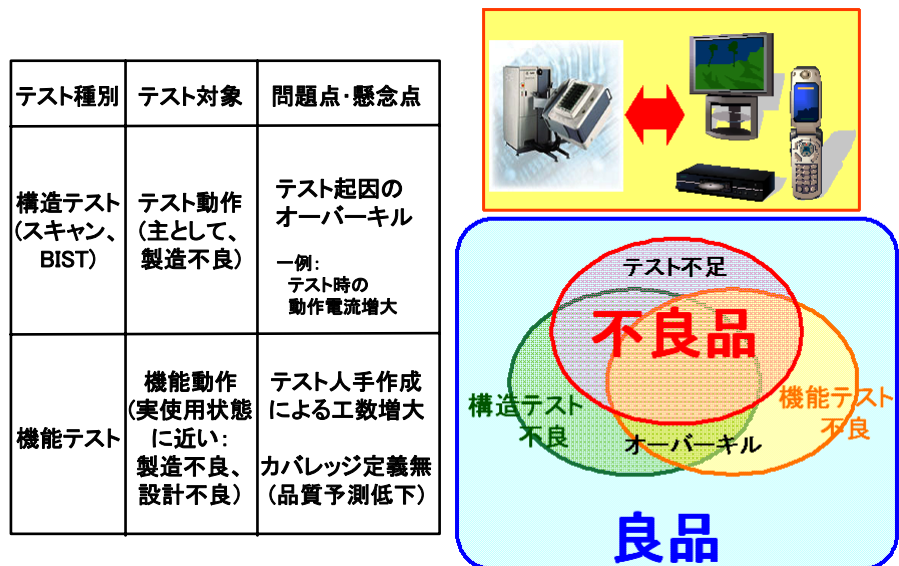 テスト種別 テスト対象 問題点・懸念点
構造テスト
(スキャン、
BIST)
テスト動作
(主として、
製造不良)
テスト起因の
オーバーキル
一例：
テスト時の
動作電流増大
機能テスト
機能動作
(実使用状態
に近い：
製造不良、
設計不良)
テスト人手作成
による工数増大
カバレッジ定義無
(品質予測低下)
テスト不足
不良品
構造テスト
不良
機能テスト
不良
オーバーキル
良品